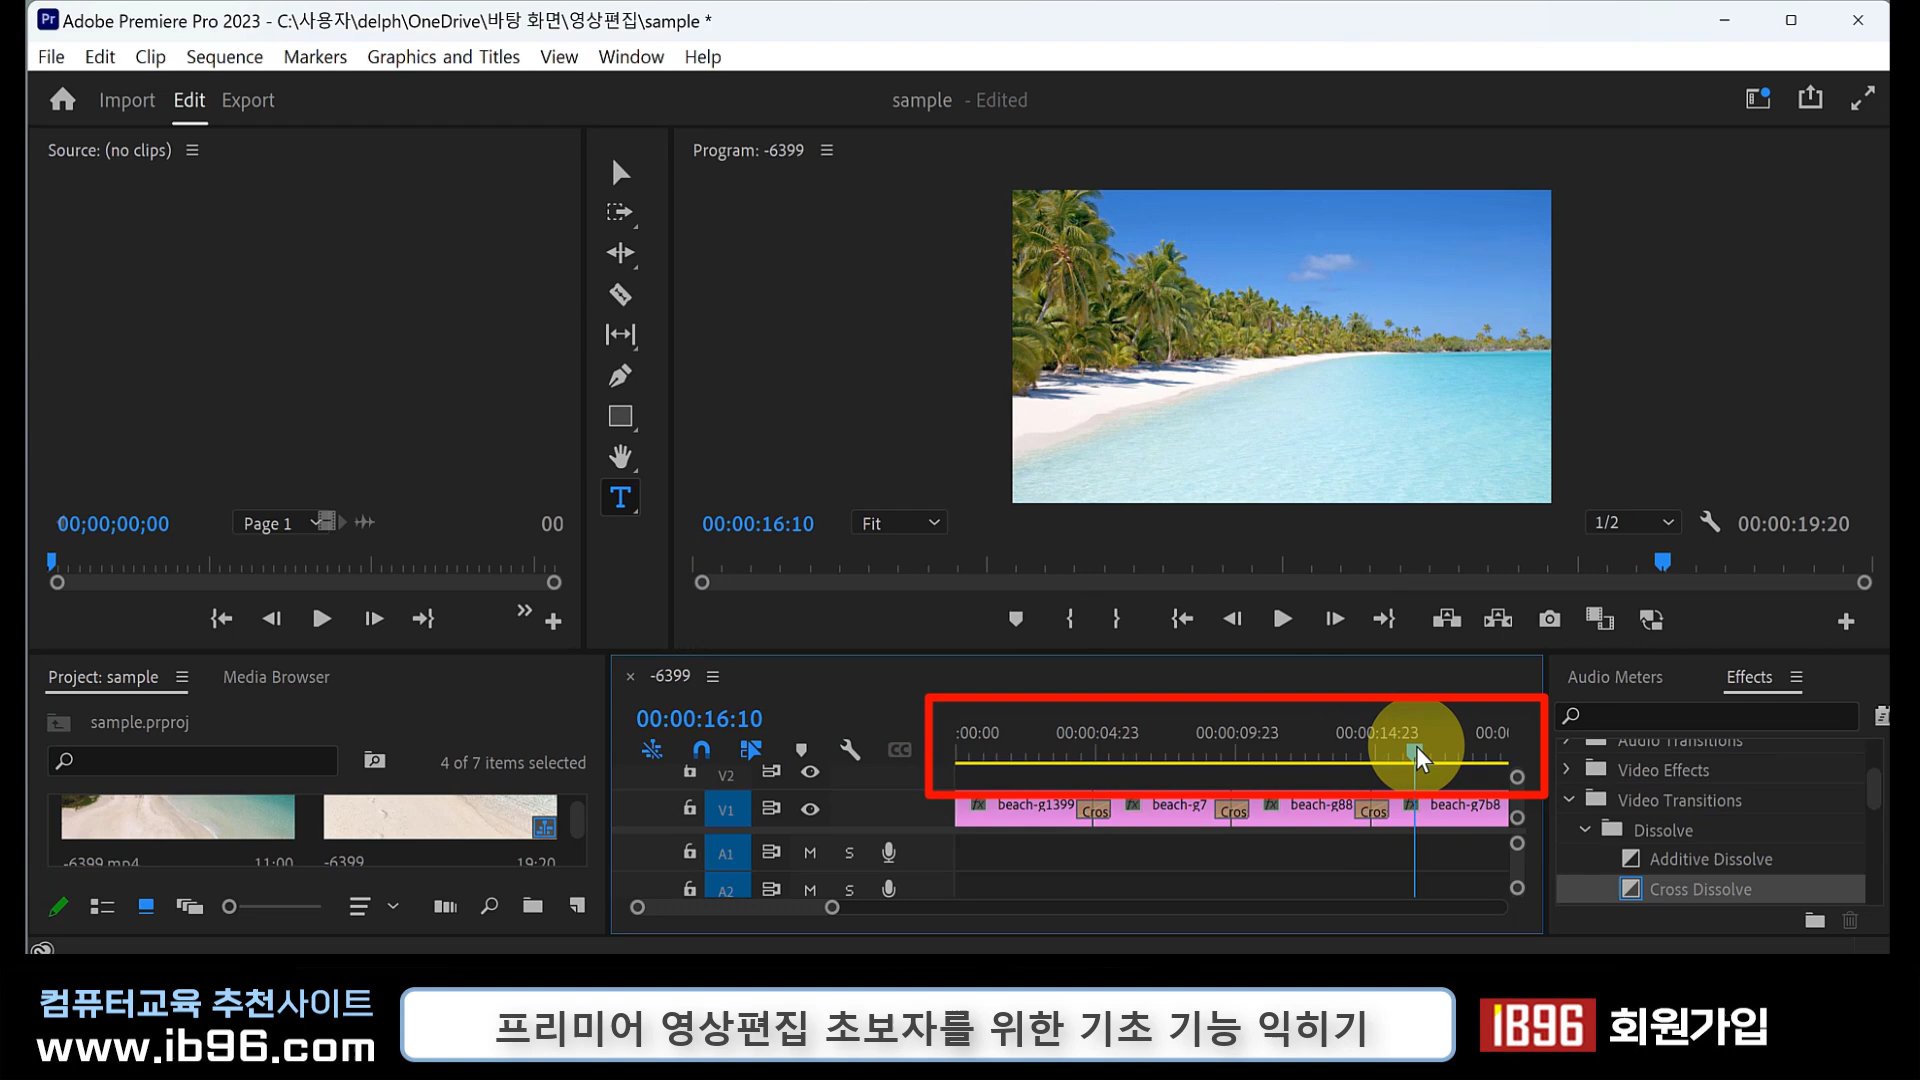 Pr Adobe Premiere Pro 2023 - C:\사용자\delph\OneDrive\바탕 화면\영상편집\sample *
File Edit Clip Sequence Markers Graphics and Titles View Window Help
Import Edit Export
sample - Edited
Source: (no clips)
Program: -6399
00;00;00;00
Page 1
00
00:00:16:10
Fit
1/2
00:00:19:20
Project: sample
Media Browser
sample.prproj
4 of 7 items selected
-6399.mp4 11:00
-6399 19:20
-6399
00:00:16:10
:00:00 00:00:04:23 00:00:09:23 00:00:14:23 00:00
V2
V1
beach-g1399 Cros beach-g7 Cros beach-g88 Cros beach-g7b8
A1 M S
A2 M S
Audio Meters
Effects
Audio Transitions
Video Effects
Video Transitions
Dissolve
Additive Dissolve
Cross Dissolve
컴퓨터교육 추천사이트
www.ib96.com
프리미어 영상편집 초보자를 위한 기초 기능 익히기
IB96 회원가입